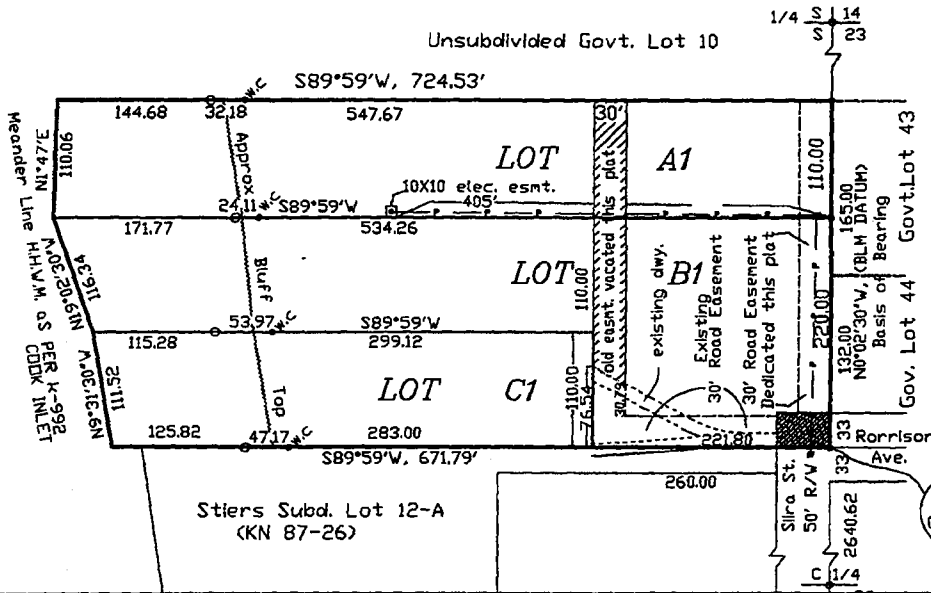 1/4 S 14
S 23
Unsubdivided Govt. Lot 10
S89°59'W, 724.53'
144.68 32.18 W.C 547.67 30'
N1°47'E 110.06
Approx
LOT A1
110.00
165.00
Govt.Lot 43
10X10 elec. esmt.
405'
171.77 24.11 W.C S89°59'W 534.26
Meander Line
H.H.W.M. as PER K-992
COOK INLET
116.34
N19°02'30"W
Bluff
LOT B1
110.00
old easmt. vacated this plat
existing dwy.
Existing
Road Easement
30' Road Easement
Dedicated this plat
220.00
132.00
N0°02'30"W, (BLM DATUM)
Basis of Bearing
Gov. Lot 44
115.28 53.97 W.C S89°59'W 299.12
111.52
N9°31'30"W
Top
LOT C1
110.00
76.54
30.79
125.82 47.17 W.C 283.00 221.80
S89°59'W, 671.79'
33 Rorrison
Ave.
33
260.00
Silra St.
50' R/W
2640.62
Stiers Subd. Lot 12-A
(KN 87-26)
C 1/4